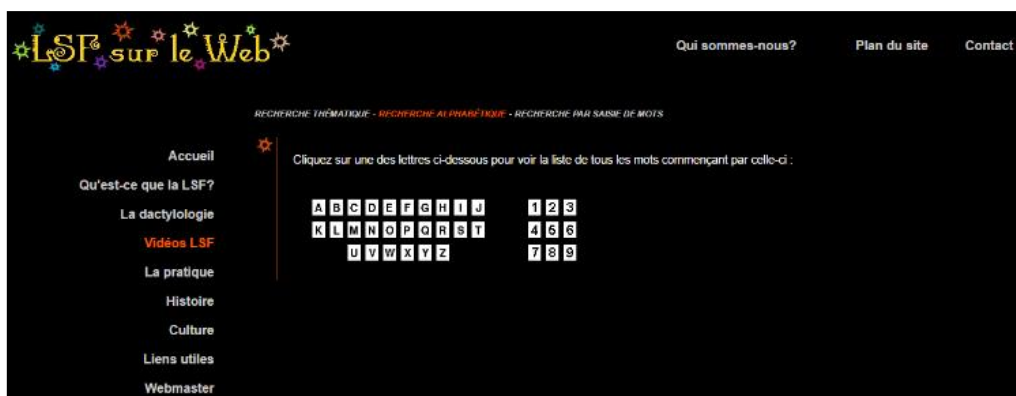 LSF sur le Web
Qui sommes-nous? Plan du site Contact
RECHERCHE THÉMATIQUE - RECHERCHE ALPHABÉTIQUE - RECHERCHE PAR SAISIE DE MOTS
Cliquez sur une des lettres ci-dessous pour voir la liste de tous les mots commençant par celle-ci :
A B C D E F G H I J 1 2 3
K L M N O P Q R S T 4 5 6
U V W X Y Z 7 8 9
Accueil
Qu'est-ce que la LSF?
La dactylologie
Vidéos LSF
La pratique
Histoire
Culture
Liens utiles
Webmaster